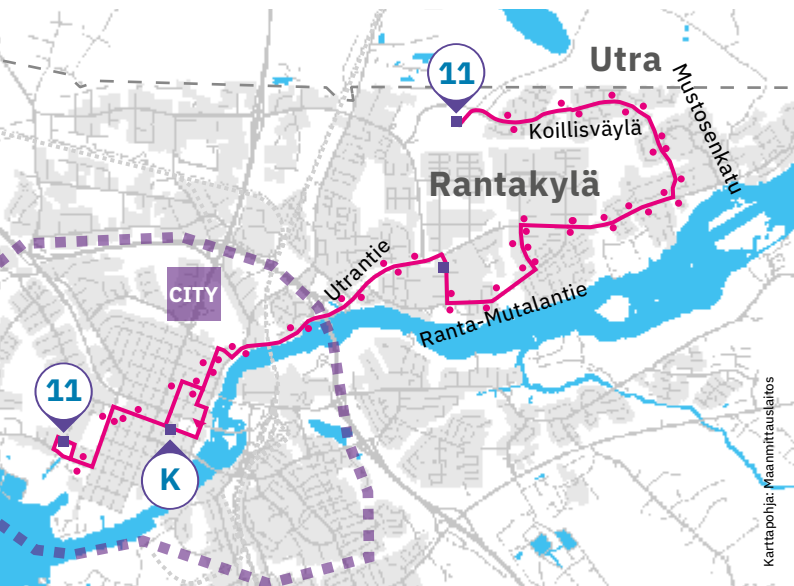 Utra
11
Mustosenkatu
Koillisväylä
Rantakylä
Utrantie
CITY
Ranta-Mutalantie
11
K
Karttapohja: Maanmittauslaitos